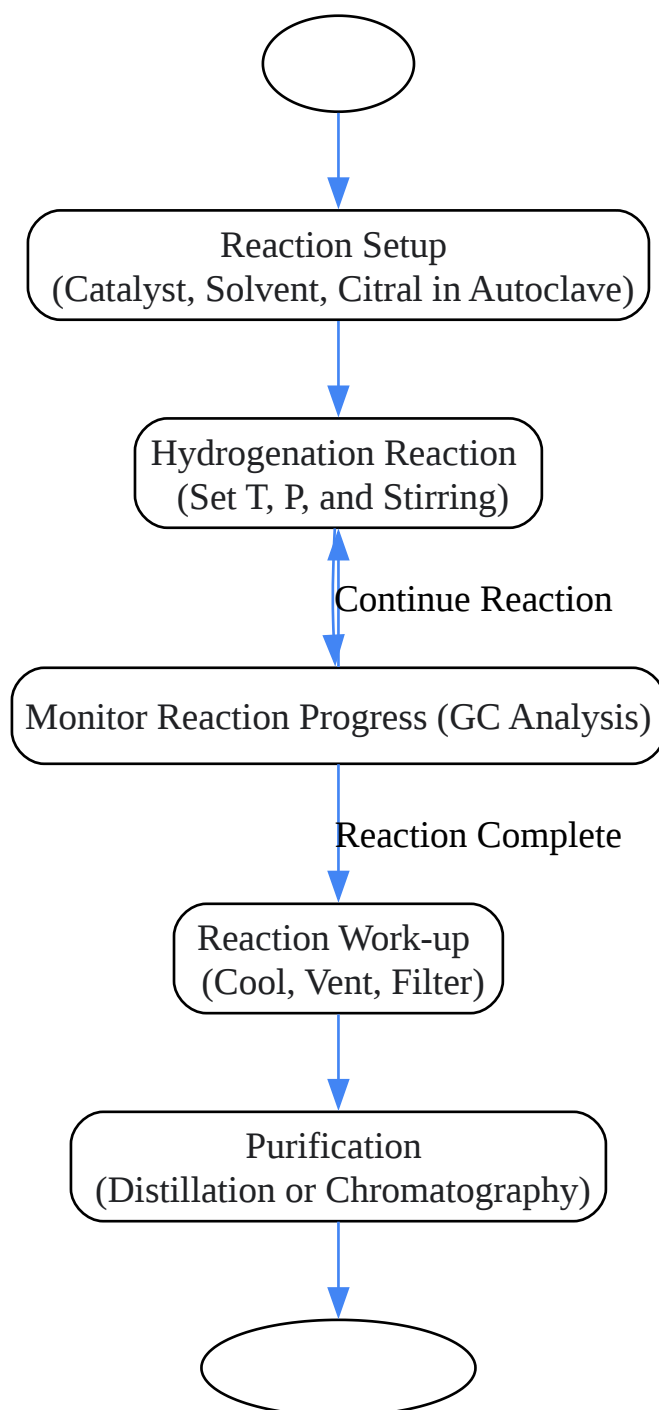 Reaction Setup
(Catalyst, Solvent, Citral in Autoclave)
Hydrogenation Reaction
(Set T, P, and Stirring)
Continue Reaction
Monitor Reaction Progress (GC Analysis)
Reaction Complete
Reaction Work-up
(Cool, Vent, Filter)
Purification
(Distillation or Chromatography)